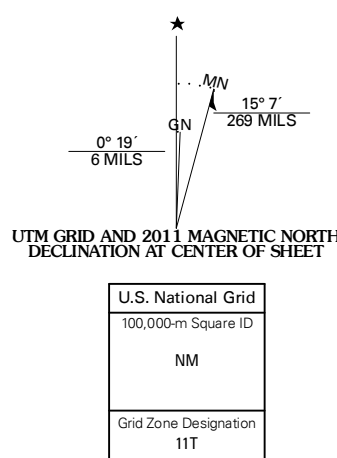 MN
15° 7´
269 MILS
GN
0° 19´
6 MILS
UTM GRID AND 2011 MAGNETIC NORTH
DECLINATION AT CENTER OF SHEET
U.S. National Grid
100,000-m Square ID
NM
Grid Zone Designation
11T